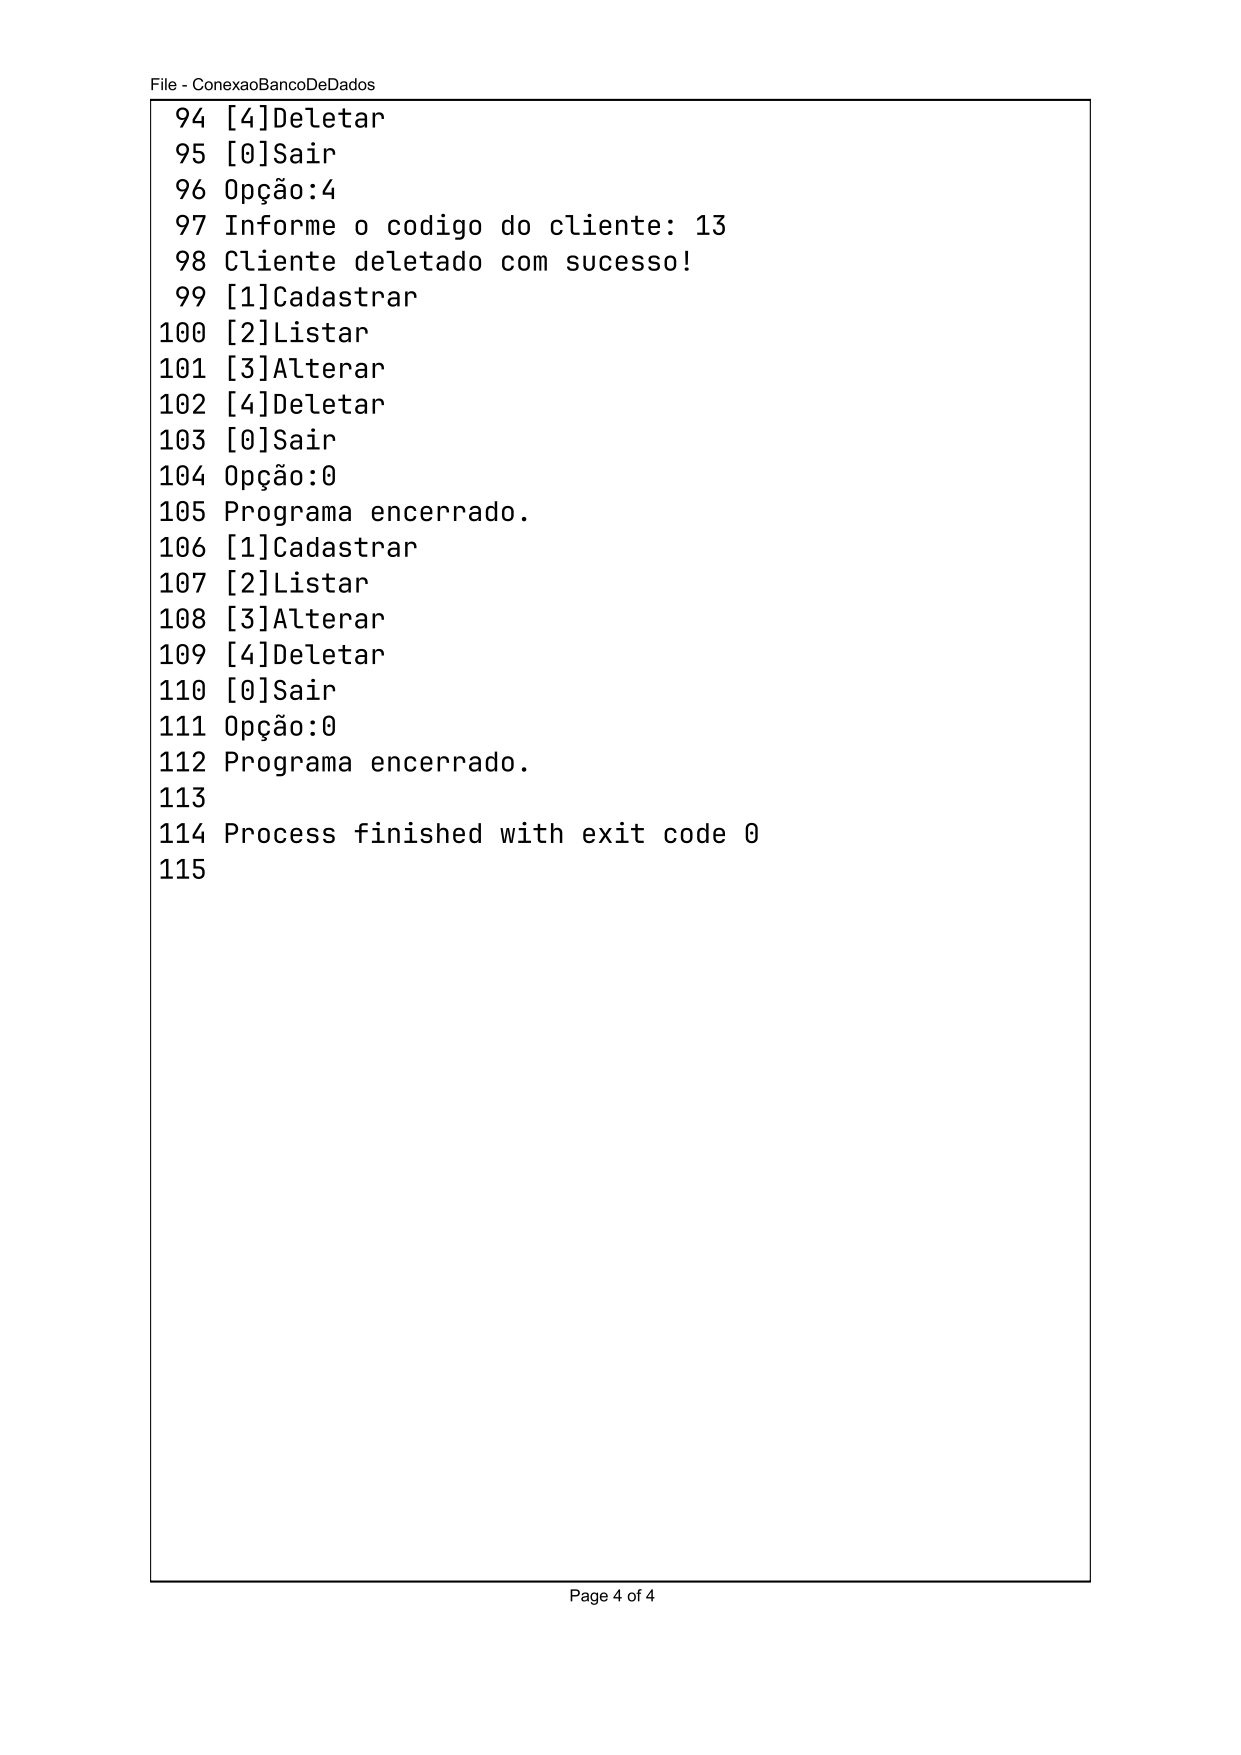 File - ConexaoBancoDeDados
94 [4]Deletar
95 [0]Sair
96 Opção:4
97 Informe o codigo do cliente: 13
98 Cliente deletado com sucesso!
99 [1]Cadastrar
100 [2]Listar
101 [3]Alterar
102 [4]Deletar
103 [0]Sair
104 Opção:0
105 Programa encerrado.
106 [1]Cadastrar
107 [2]Listar
108 [3]Alterar
109 [4]Deletar
110 [0]Sair
111 Opção:0
112 Programa encerrado.
113
114 Process finished with exit code 0
115
Page 4 of 4